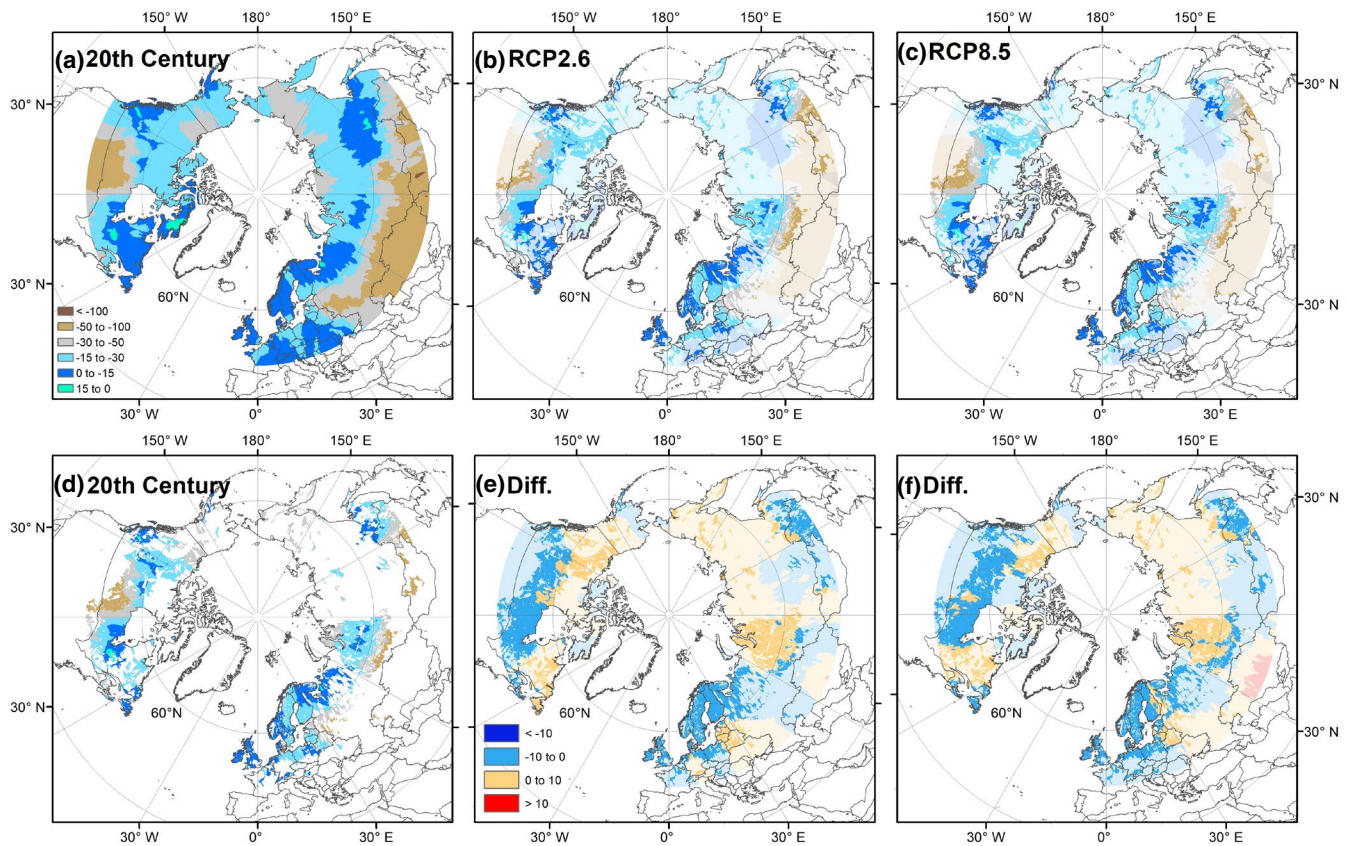 150° W 180° 150° E 150° W 180° 150° E 150° W 180° 150° E
(a) 20th Century (b) RCP2.6 (c) RCP8.5
30° N 30° N
30° N 60°N 60°N 60°N 30° N
< -100
-50 to -100
-30 to -50
-15 to -30
0 to -15
15 to 0
30° W 0° 30° E 30° W 0° 30° E 30° W 0° 30° E
150° W 180° 150° E 150° W 180° 150° E 150° W 180° 150° E
(d) 20th Century (e) Diff. (f) Diff.
30° N 30° N
30° N 60°N 60°N 60°N 30° N
< -10
-10 to 0
0 to 10
> 10
30° W 0° 30° E 30° W 0° 30° E 30° W 0° 30° E